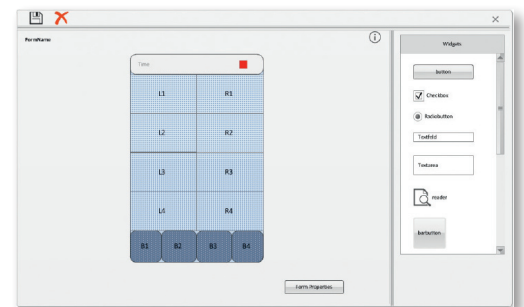 FormName
Widgets
Time
button
L1 R1
Checkbox
Radiobutton
L2 R2
Textfield
Textarea
L3 R3
reader
L4 R4
barbutton
B1 B2 B3 B4
Form Properties